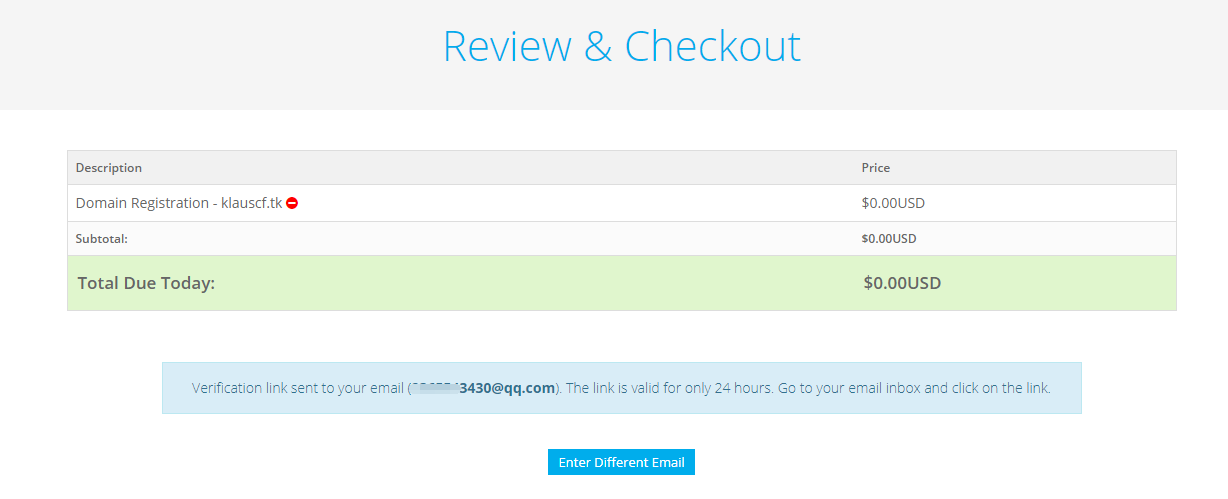 Review & Checkout
Description Price
Domain Registration - klauscf.tk $0.00USD
Subtotal: $0.00USD
Total Due Today: $0.00USD
Verification link sent to your email (3430@qq.com). The link is valid for only 24 hours. Go to your email inbox and click on the link.
Enter Different Email